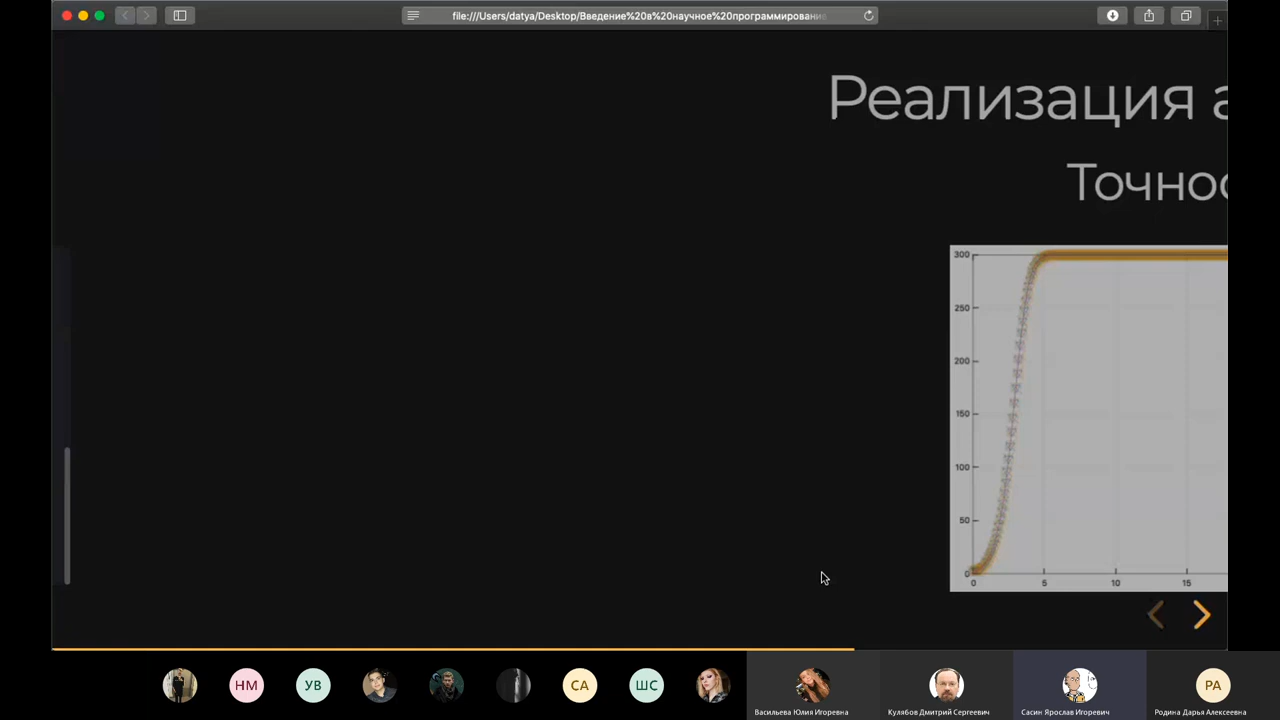 file:///Users/datya/Desktop/Введение%20в%20научное%20программировани
Реализация а
Точнос
300
250
200
150
100
50
0
0 5 10 15
НМ
УВ
СА
ШС
РА
Васильева Юлия Игоревна
Кулябов Дмитрий Сергеевич
Сасин Ярослав Игоревич
Родина Дарья Алексеевна